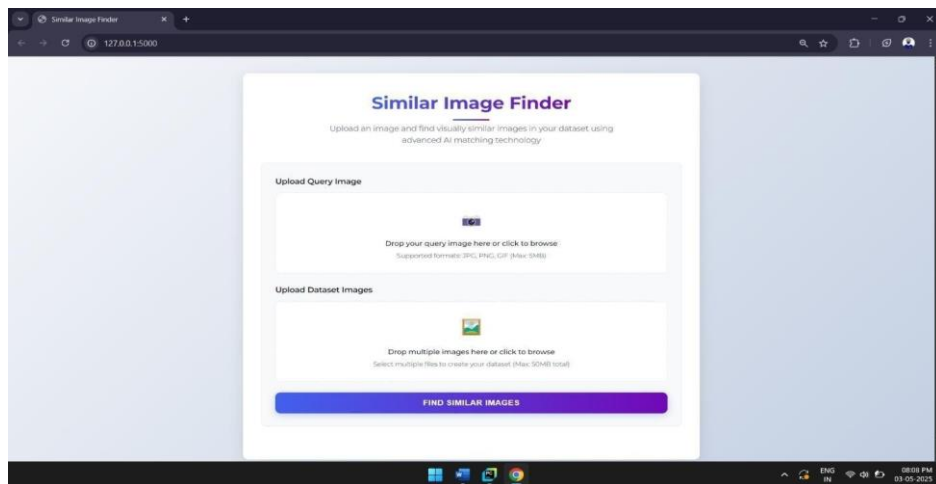 Similar Image Finder
127.0.0.1:5000
Similar Image Finder
Upload an image and find visually similar images in your dataset using
advanced AI matching technology
Upload Query Image
Drop your query image here or click to browse
Supported formats: JPG, PNG, GIF (Max: 5MB)
Upload Dataset Images
Drop multiple images here or click to browse
Select multiple files to create your dataset (Max: 50MB total)
FIND SIMILAR IMAGES
ENG
IN
08:08 PM
03-05-2025